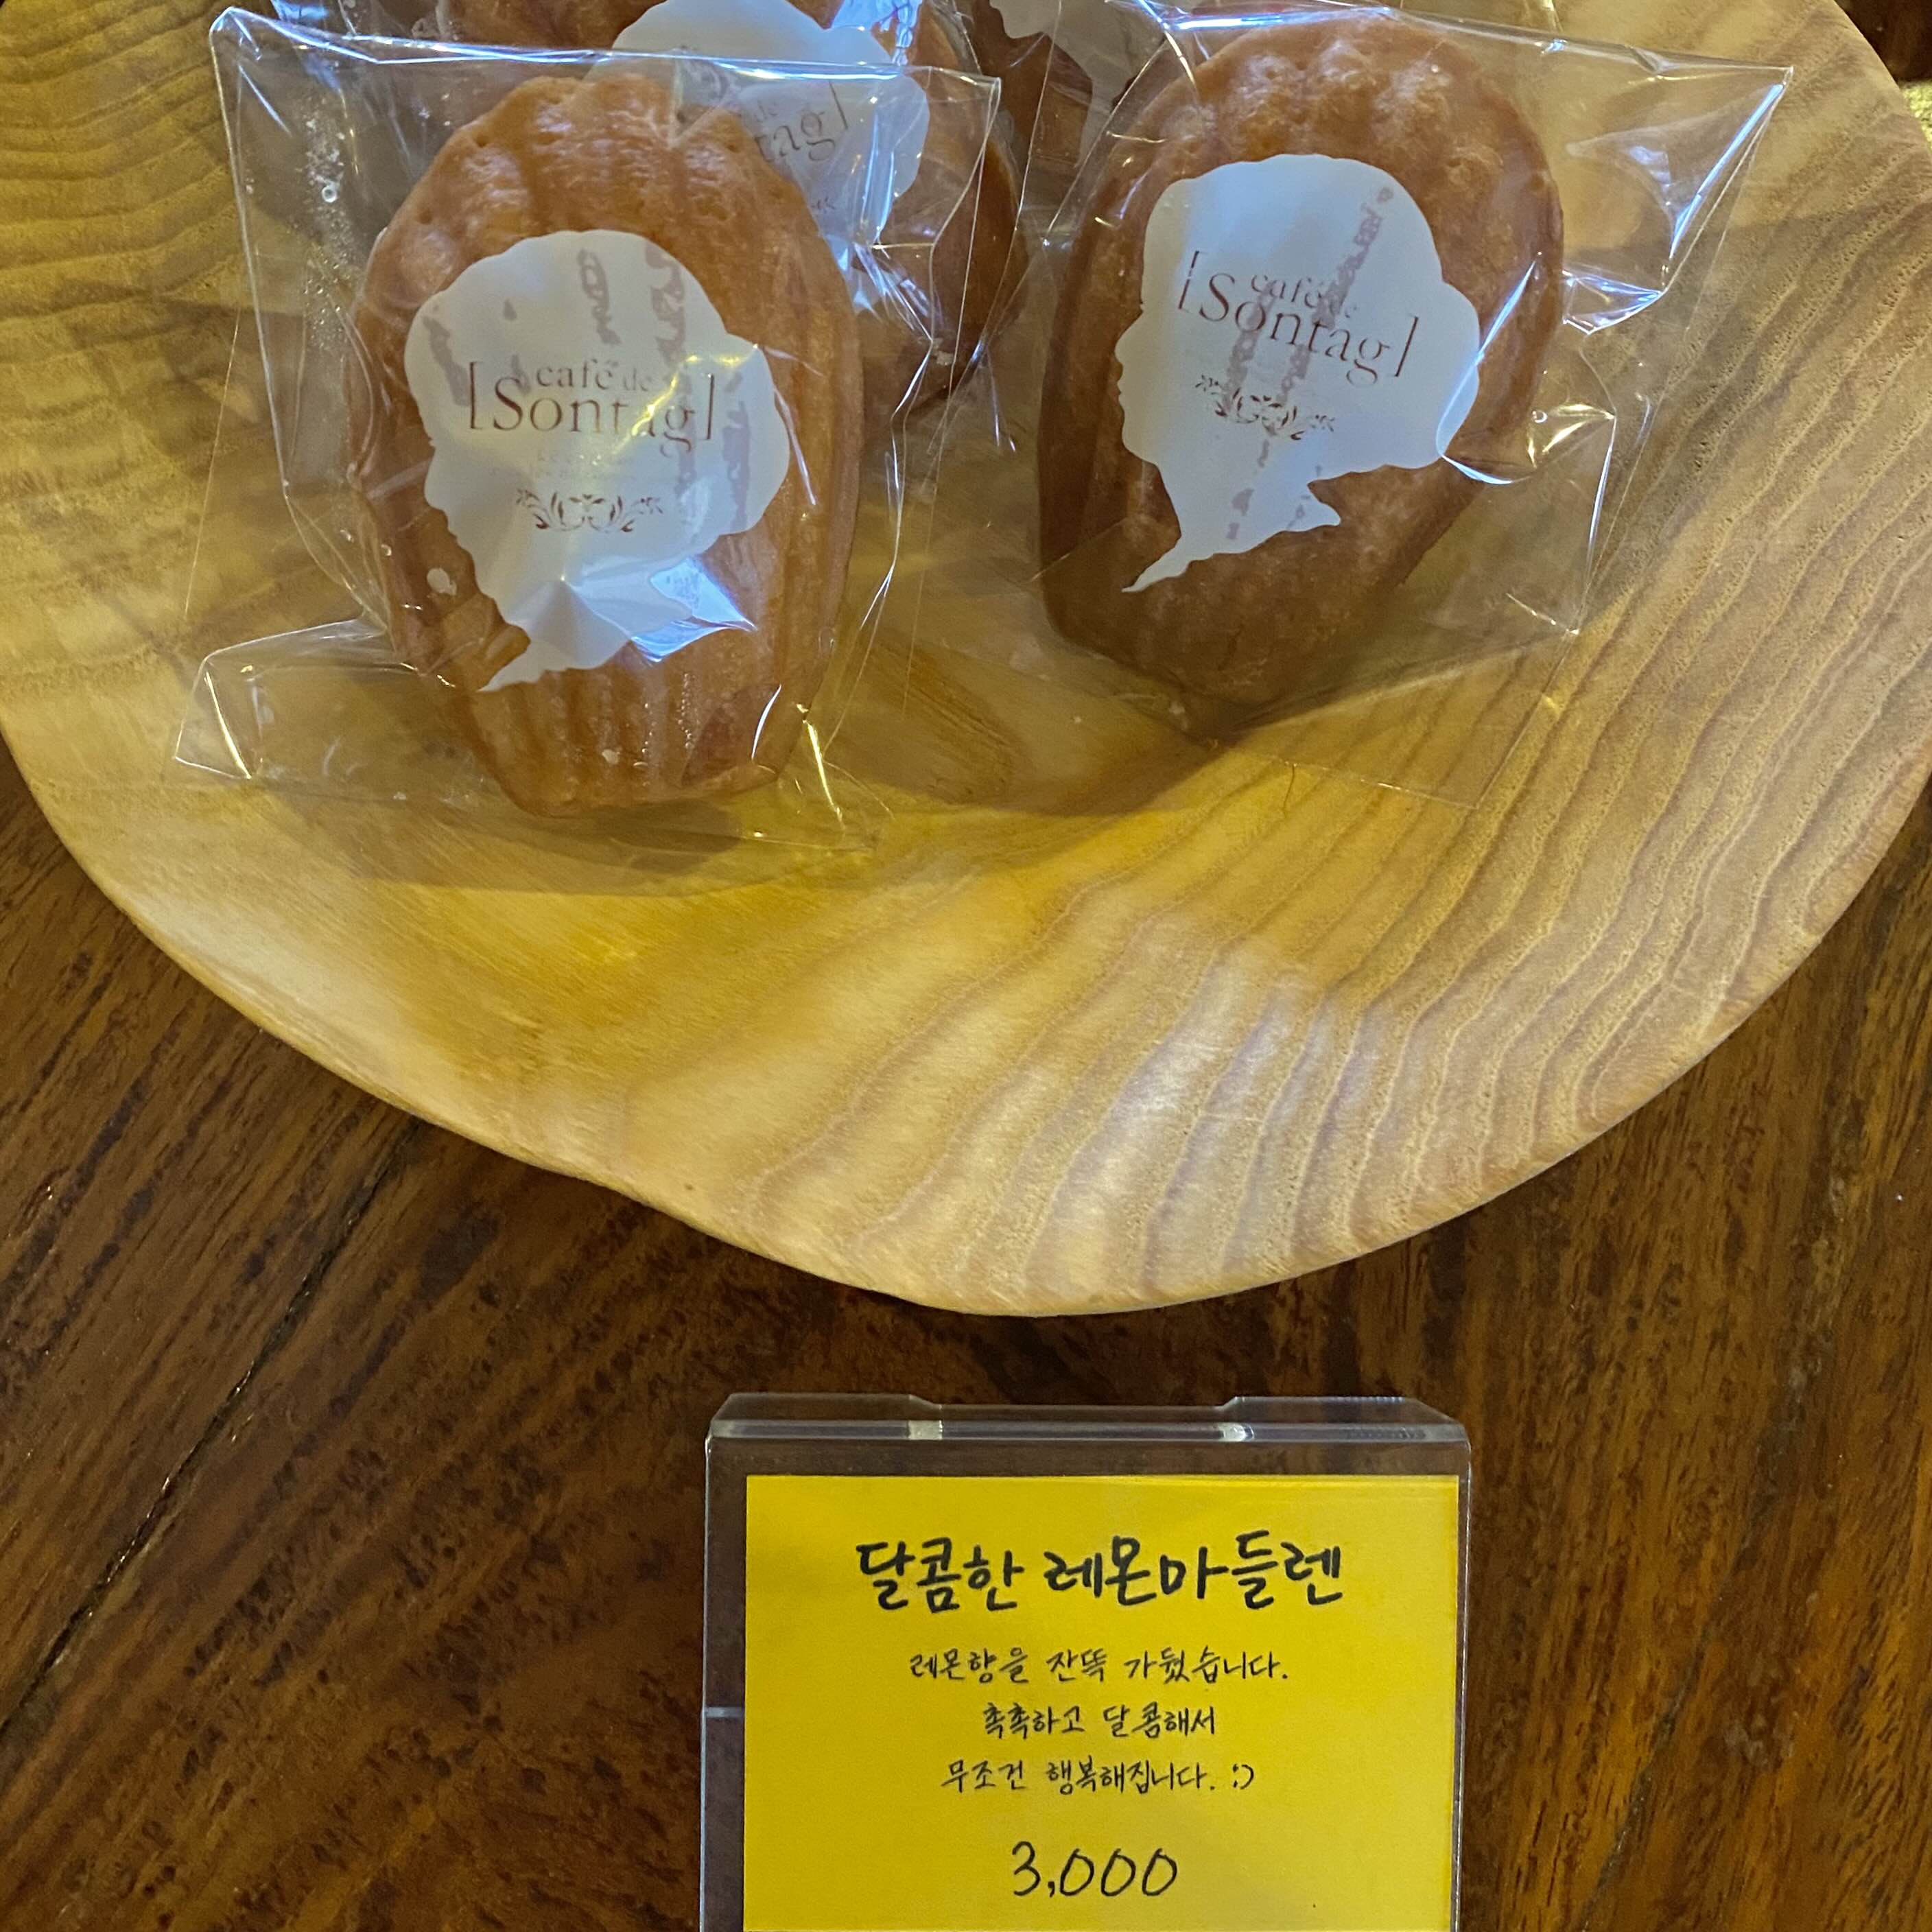 de
tag]
café de
[Sontag]
café de
[Sontag]
달콤한 레몬마들렌
레몬향을 잔뜩 가뒀습니다.
촉촉하고 달콤해서
무조건 행복해집니다. :)
3,000